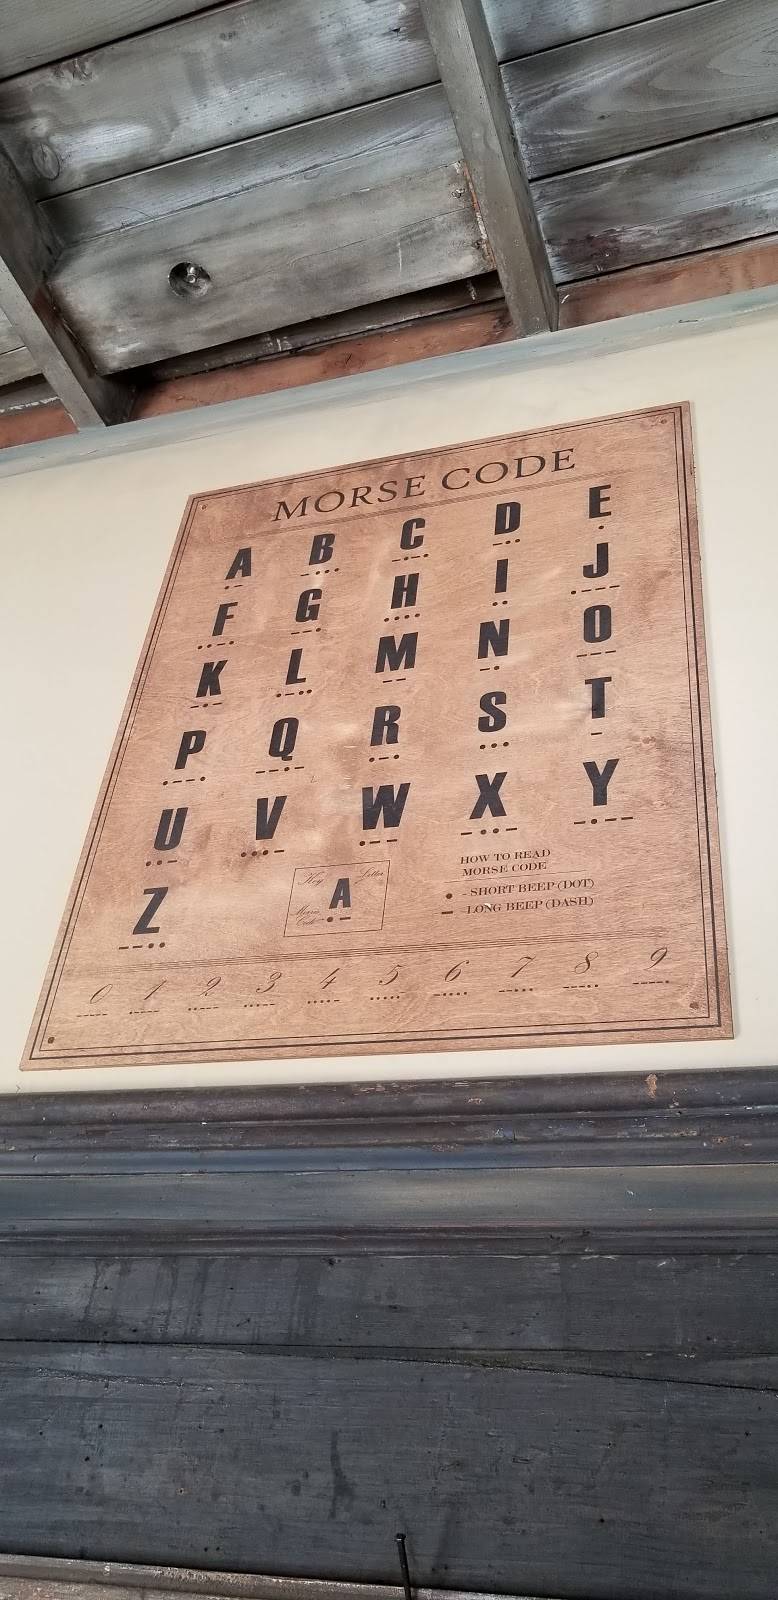 MORSE CODE
A B C D E
•– –••• –•–• –•• •
F G H I J
••–• ––• •••• •• •–––
K L M N O
–•– •–•• –– –• –––
P Q R S T
•––• ––•– •–• ••• –
U V W X Y
••– •••– •–– –••– –•––
Z
––••
Key Letter
A
Morse
Code •–
HOW TO READ
MORSE CODE
• - SHORT BEEP (DOT)
– - LONG BEEP (DASH)
0 1 2 3 4 5 6 7 8 9
––––– •–––– ••––– •••–– ••••– ••••• –•••• ––••• –––•• ––––•